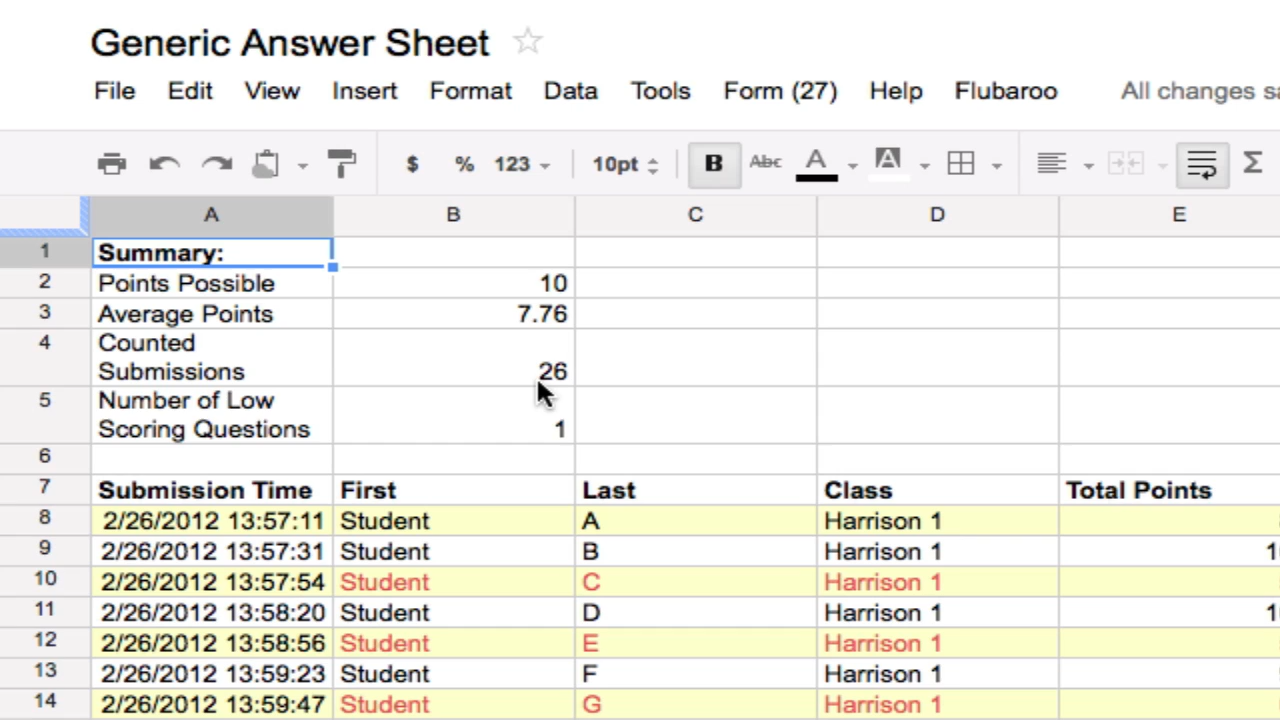 Generic Answer Sheet
File Edit View Insert Format Data Tools Form (27) Help Flubaroo All changes sa
$ % 123 10pt B Abc A A Σ
A B C D E
1 Summary:
2 Points Possible 10
3 Average Points 7.76
4 Counted
Submissions 26
5 Number of Low
Scoring Questions 1
6
7 Submission Time First Last Class Total Points
8 2/26/2012 13:57:11 Student A Harrison 1
9 2/26/2012 13:57:31 Student B Harrison 1
10 2/26/2012 13:57:54 Student C Harrison 1
11 2/26/2012 13:58:20 Student D Harrison 1
12 2/26/2012 13:58:56 Student E Harrison 1
13 2/26/2012 13:59:23 Student F Harrison 1
14 2/26/2012 13:59:47 Student G Harrison 1